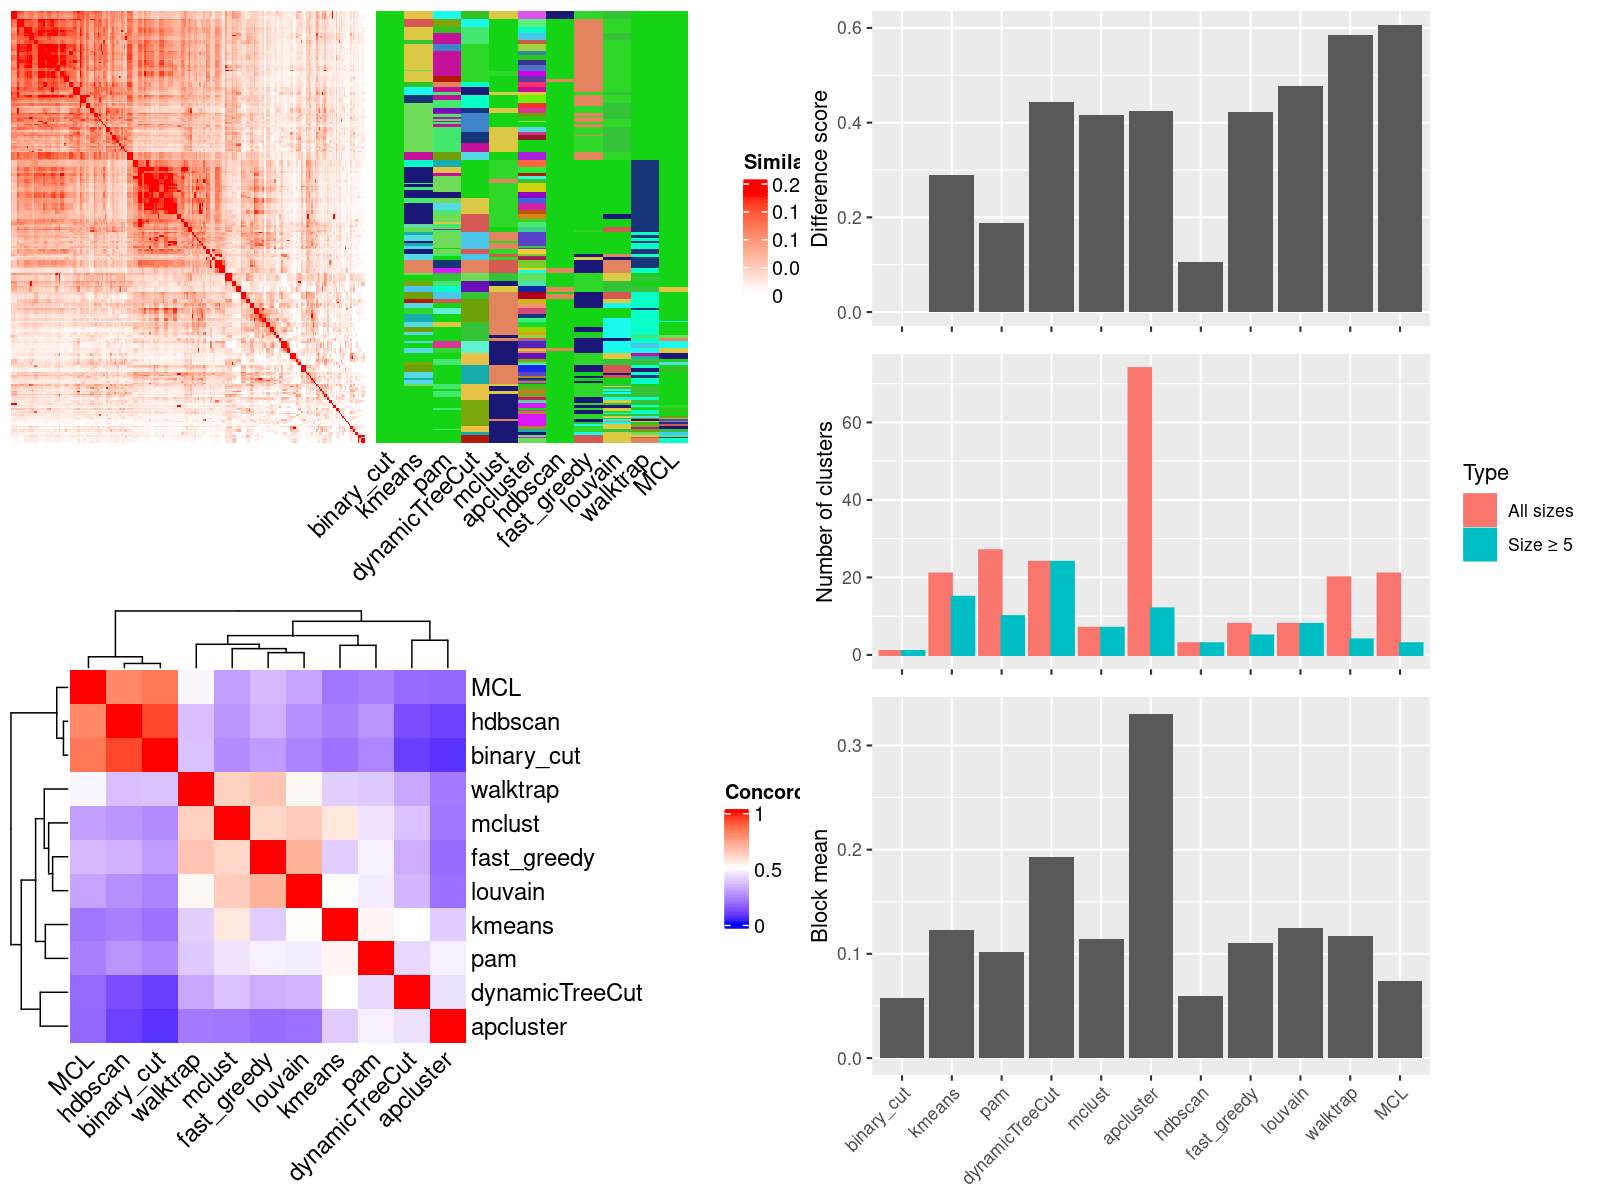 Simila
0.2
0.1
0.1
0.0
0
binary_cut
kmeans
pam
dynamicTreeCut
mclust
apcluster
hdbscan
fast_greedy
louvain
walktrap
MCL
MCL
hdbscan
binary_cut
walktrap
mclust
fast_greedy
louvain
kmeans
pam
dynamicTreeCut
apcluster
MCL
hdbscan
binary_cut
walktrap
mclust
fast_greedy
louvain
kmeans
pam
dynamicTreeCut
apcluster
Concord
1
0.5
0
Difference score
0.6
0.4
0.2
0.0
Number of clusters
60
40
20
0
Type
All sizes
Size ≥ 5
Block mean
0.3
0.2
0.1
0.0
binary_cut
kmeans
pam
dynamicTreeCut
mclust
apcluster
hdbscan
fast_greedy
louvain
walktrap
MCL